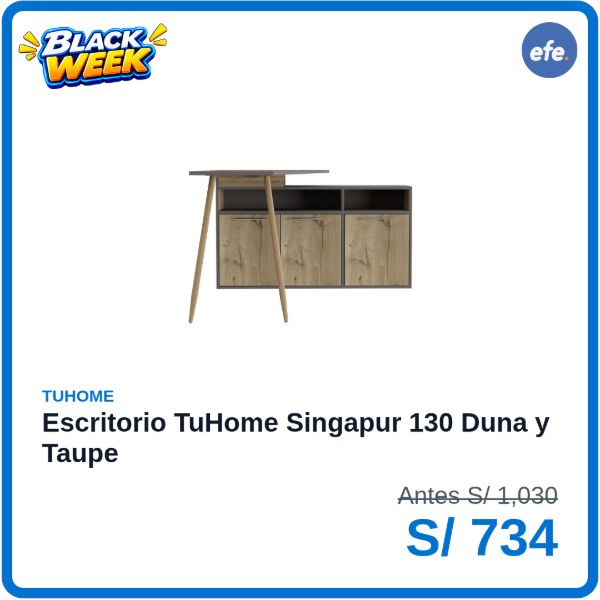 BLACK
WEEK
efe.
TUHOME
Escritorio TuHome Singapur 130 Duna y
Taupe
Antes S/ 1,030
S/ 734